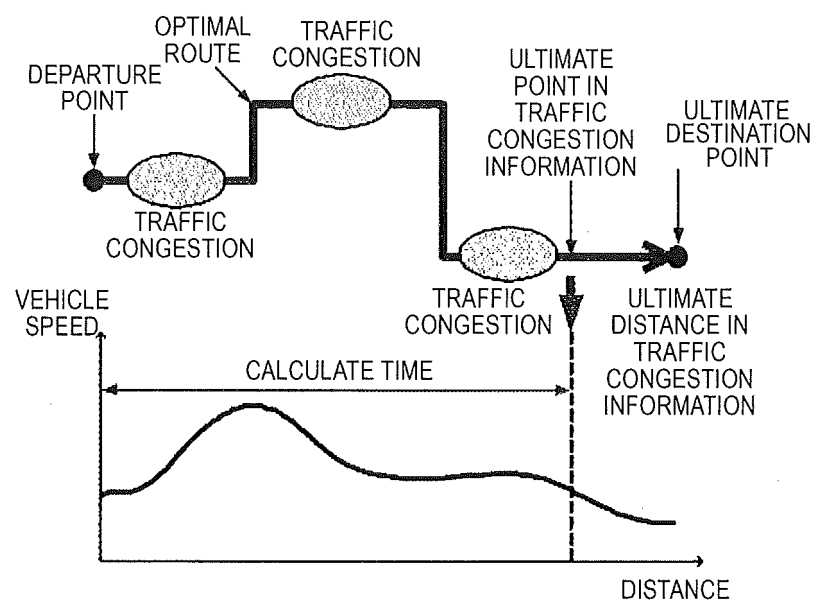 OPTIMAL
ROUTE
TRAFFIC
CONGESTION
DEPARTURE
POINT
ULTIMATE
POINT IN
TRAFFIC
CONGESTION
INFORMATION
ULTIMATE
DESTINATION
POINT
TRAFFIC
CONGESTION
TRAFFIC
CONGESTION
ULTIMATE
DISTANCE IN
TRAFFIC
CONGESTION
INFORMATION
VEHICLE
SPEED
CALCULATE TIME
DISTANCE